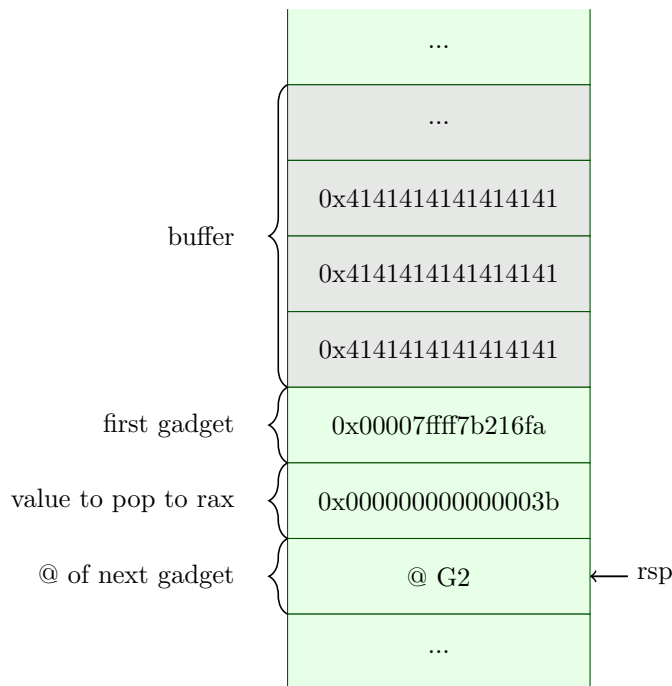 ...
...
0x4141414141414141
buffer
0x4141414141414141
0x4141414141414141
first gadget 0x00007ffff7b216fa
value to pop to rax 0x000000000000003b
@ of next gadget @ G2 rsp
...